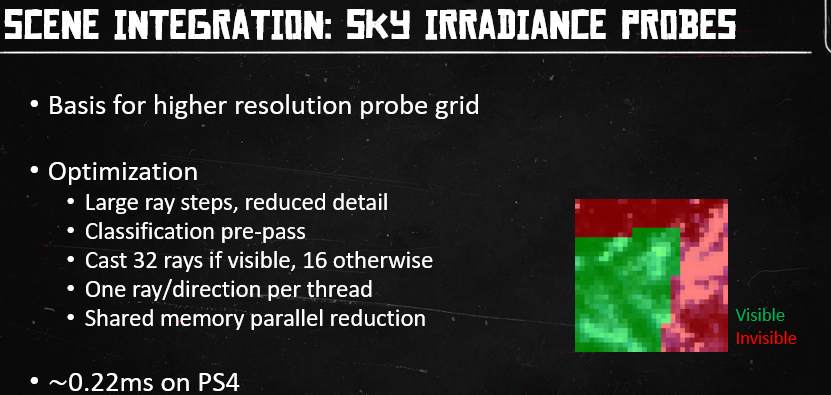 SCENE INTEGRATION: SKY IRRADIANCE PROBES
• Basis for higher resolution probe grid
• Optimization
• Large ray steps, reduced detail
• Classification pre-pass
• Cast 32 rays if visible, 16 otherwise
• One ray/direction per thread
• Shared memory parallel reduction
Visible
Invisible
• ~0.22ms on PS4